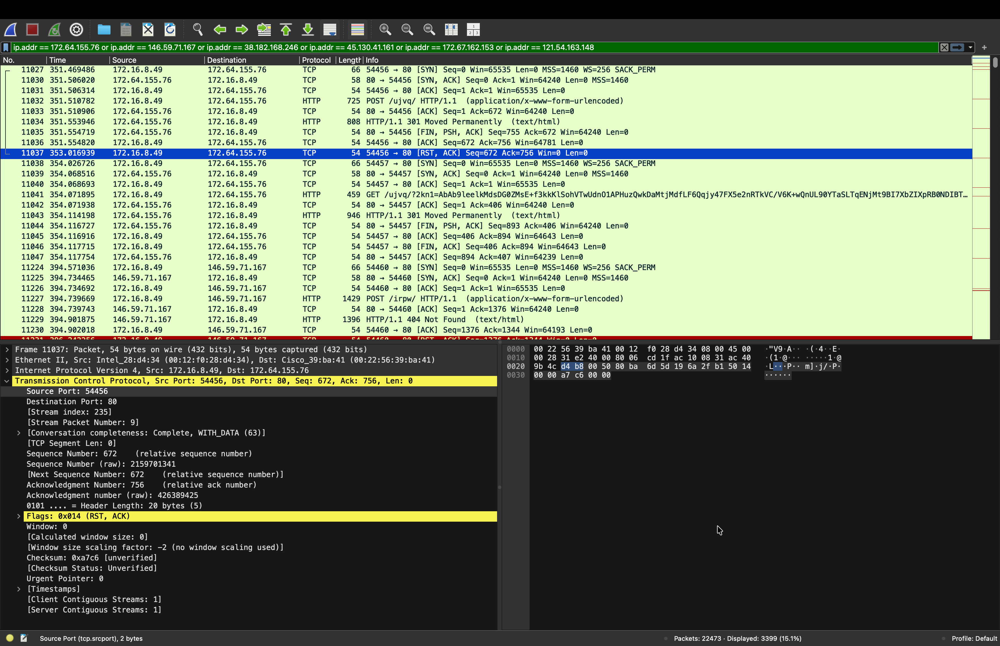 1
2 3
ip.addr == 172.64.155.76 or ip.addr == 146.59.71.167 or ip.addr == 38.182.168.246 or ip.addr == 45.130.41.161 or ip.addr == 172.67.162.153 or ip.addr == 121.54.163.148
No. Time Source Destination Protocol Length Info
11027 351.469486 172.16.8.49 172.64.155.76 TCP 66 54456 → 80 [SYN] Seq=0 Win=65535 Len=0 MSS=1460 WS=256 SACK_PERM
11030 351.506020 172.64.155.76 172.16.8.49 TCP 58 80 → 54456 [SYN, ACK] Seq=0 Ack=1 Win=64240 Len=0 MSS=1460
11031 351.506314 172.16.8.49 172.64.155.76 TCP 54 54456 → 80 [ACK] Seq=1 Ack=1 Win=65535 Len=0
11032 351.510782 172.16.8.49 172.64.155.76 HTTP 725 POST /ujvq/ HTTP/1.1 (application/x-www-form-urlencoded)
11033 351.510906 172.64.155.76 172.16.8.49 TCP 54 80 → 54456 [ACK] Seq=1 Ack=672 Win=64240 Len=0
11034 351.553946 172.64.155.76 172.16.8.49 HTTP 808 HTTP/1.1 301 Moved Permanently (text/html)
11035 351.554719 172.64.155.76 172.16.8.49 TCP 54 80 → 54456 [FIN, PSH, ACK] Seq=755 Ack=672 Win=64240 Len=0
11036 351.554820 172.16.8.49 172.64.155.76 TCP 54 54456 → 80 [ACK] Seq=672 Ack=756 Win=64781 Len=0
11037 353.016939 172.16.8.49 172.64.155.76 TCP 54 54456 → 80 [RST, ACK] Seq=672 Ack=756 Win=0 Len=0
11038 354.026726 172.16.8.49 172.64.155.76 TCP 66 54457 → 80 [SYN] Seq=0 Win=65535 Len=0 MSS=1460 WS=256 SACK_PERM
11039 354.068516 172.64.155.76 172.16.8.49 TCP 58 80 → 54457 [SYN, ACK] Seq=0 Ack=1 Win=64240 Len=0 MSS=1460
11040 354.068693 172.16.8.49 172.64.155.76 TCP 54 54457 → 80 [ACK] Seq=1 Ack=1 Win=65535 Len=0
11041 354.071895 172.16.8.49 172.64.155.76 HTTP 459 GET /ujvq/?2kn1=AbAb9leelkMdsDG0ZMsE+f3kkKlSohVTwUdnO1APHuzQwkDaMtjMdfLF6Qqjy47FX5e2nRTkVC/V6K+wQnUL90YTaSLTqENjMt9BI7XbZIXpRB0NDIBT…
11042 354.071938 172.64.155.76 172.16.8.49 TCP 54 80 → 54457 [ACK] Seq=1 Ack=406 Win=64240 Len=0
11043 354.114198 172.64.155.76 172.16.8.49 HTTP 946 HTTP/1.1 301 Moved Permanently (text/html)
11044 354.116727 172.64.155.76 172.16.8.49 TCP 54 80 → 54457 [FIN, PSH, ACK] Seq=893 Ack=406 Win=64240 Len=0
11045 354.116916 172.16.8.49 172.64.155.76 TCP 54 54457 → 80 [ACK] Seq=406 Ack=894 Win=64643 Len=0
11046 354.117715 172.16.8.49 172.64.155.76 TCP 54 54457 → 80 [FIN, ACK] Seq=406 Ack=894 Win=64643 Len=0
11047 354.117754 172.64.155.76 172.16.8.49 TCP 54 80 → 54457 [ACK] Seq=894 Ack=407 Win=64239 Len=0
11224 394.571036 172.16.8.49 146.59.71.167 TCP 66 54460 → 80 [SYN] Seq=0 Win=65535 Len=0 MSS=1460 WS=256 SACK_PERM
11225 394.734465 146.59.71.167 172.16.8.49 TCP 58 80 → 54460 [SYN, ACK] Seq=0 Ack=1 Win=64240 Len=0 MSS=1460
11226 394.734692 172.16.8.49 146.59.71.167 TCP 54 54460 → 80 [ACK] Seq=1 Ack=1 Win=65535 Len=0
11227 394.739669 172.16.8.49 146.59.71.167 HTTP 1429 POST /irpw/ HTTP/1.1 (application/x-www-form-urlencoded)
11228 394.739743 146.59.71.167 172.16.8.49 TCP 54 80 → 54460 [ACK] Seq=1 Ack=1376 Win=64240 Len=0
11229 394.901875 146.59.71.167 172.16.8.49 HTTP 1396 HTTP/1.1 404 Not Found (text/html)
11230 394.902018 172.16.8.49 146.59.71.167 TCP 54 54460 → 80 [ACK] Seq=1376 Ack=1344 Win=64193 Len=0
Frame 11037: Packet, 54 bytes on wire (432 bits), 54 bytes captured (432 bits)
Ethernet II, Src: Intel_28:d4:34 (00:12:f0:28:d4:34), Dst: Cisco_39:ba:41 (00:22:56:39:ba:41)
Internet Protocol Version 4, Src: 172.16.8.49, Dst: 172.64.155.76
Transmission Control Protocol, Src Port: 54456, Dst Port: 80, Seq: 672, Ack: 756, Len: 0
Source Port: 54456
Destination Port: 80
[Stream index: 235]
[Stream Packet Number: 9]
[Conversation completeness: Complete, WITH_DATA (63)]
[TCP Segment Len: 0]
Sequence Number: 672 (relative sequence number)
Sequence Number (raw): 2159701341
[Next Sequence Number: 672 (relative sequence number)]
Acknowledgment Number: 756 (relative ack number)
Acknowledgment number (raw): 426389425
0101 .... = Header Length: 20 bytes (5)
Flags: 0x014 (RST, ACK)
Window: 0
[Calculated window size: 0]
[Window size scaling factor: -2 (no window scaling used)]
Checksum: 0xa7c6 [unverified]
[Checksum Status: Unverified]
Urgent Pointer: 0
[Timestamps]
[Client Contiguous Streams: 1]
[Server Contiguous Streams: 1]
0000 00 22 56 39 ba 41 00 12 f0 28 d4 34 08 00 45 00 ·"V9·A·· ·(·4··E·
0010 00 28 31 e2 40 00 80 06 cd 1f ac 10 08 31 ac 40 ·(1·@··· ·····1·@
0020 9b 4c d4 b8 00 50 80 ba 6d 5d 19 6a 2f b1 50 14 ·L···P·· m]·j/·P·
0030 00 00 a7 c6 00 00 ······
Source Port (tcp.srcport), 2 bytes
Packets: 22473 · Displayed: 3399 (15.1%)
Profile: Default